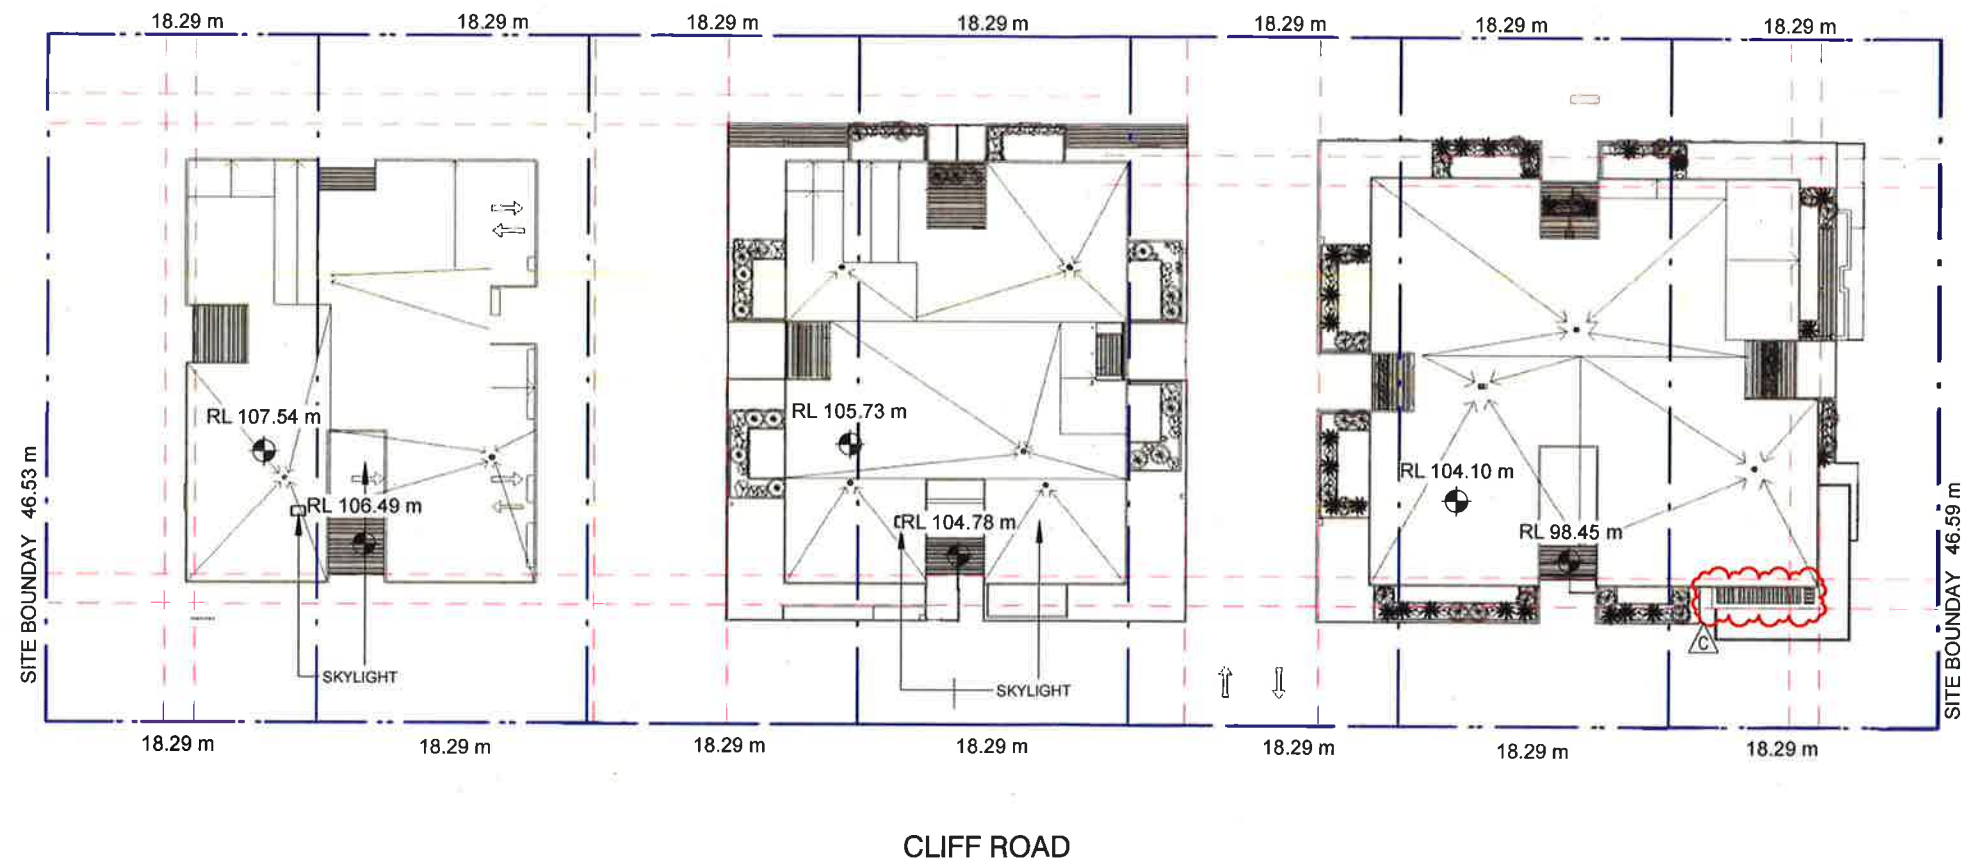 18.29 m
18.29 m
18.29 m
18.29 m
18.29 m
18.29 m
18.29 m
SITE BOUNDAY 46.53 m
RL 107.54 m
RL 106.49 m
RL 105.73 m
RL 104.78 m
RL 104.10 m
RL 98.45 m
SITE BOUNDAY 46.59 m
C
SKYLIGHT
SKYLIGHT
18.29 m
18.29 m
18.29 m
18.29 m
18.29 m
18.29 m
18.29 m
CLIFF ROAD